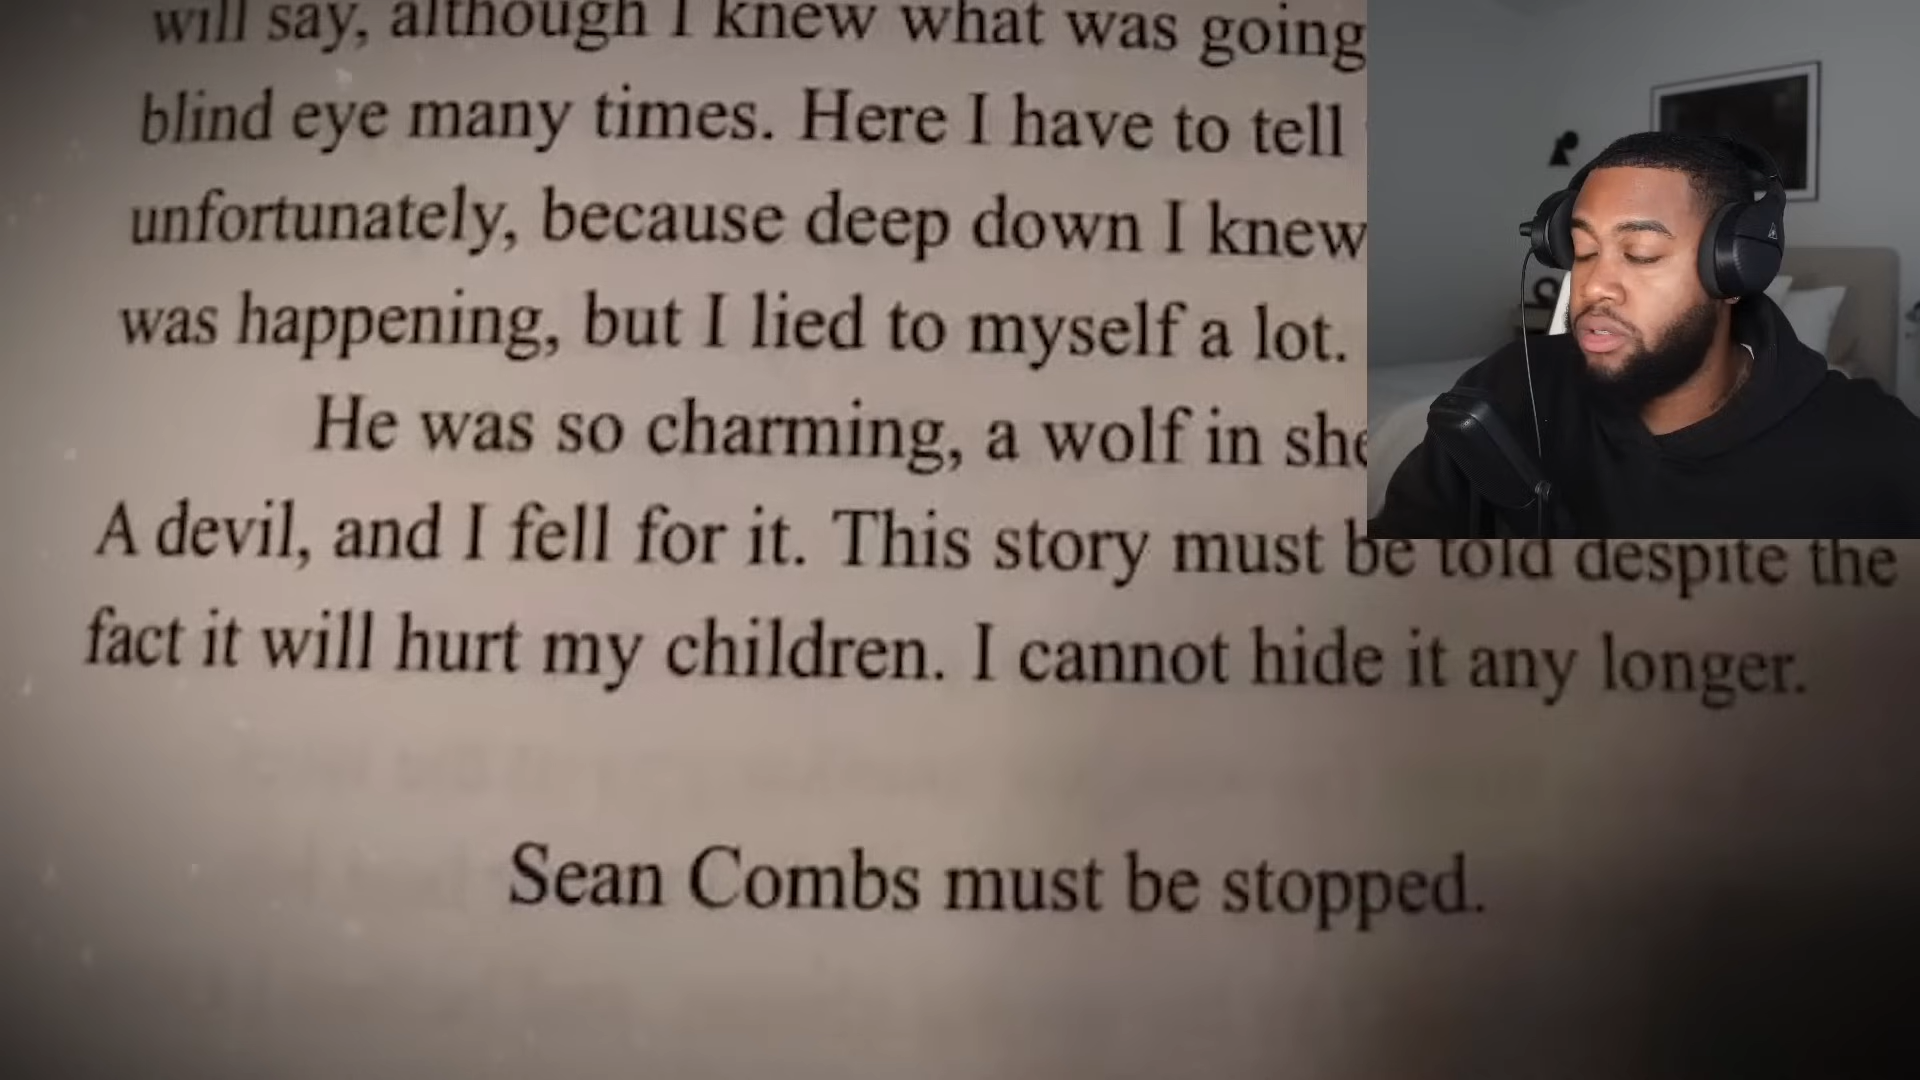 will say, although I knew what was going
blind eye many times. Here I have to tell
unfortunately, because deep down I knew
was happening, but I lied to myself a lot.
He was so charming, a wolf in
A devil, and I fell for it. This story must be told despite the
fact it will hurt my children. I cannot hide it any longer.
Sean Combs must be stopped.